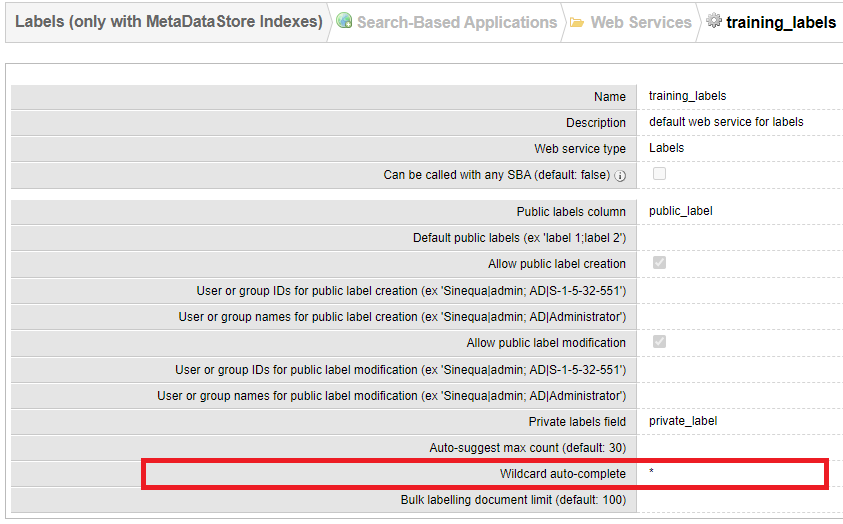 Labels (only with MetaDataStore Indexes) Search-Based Applications Web Services training_labels
Name training_labels
Description default web service for labels
Web service type Labels
Can be called with any SBA (default: false)
Public labels column public_label
Default public labels (ex 'label 1;label 2')
Allow public label creation
User or group IDs for public label creation (ex 'Sinequa|admin; AD|S-1-5-32-551')
User or group names for public label creation (ex 'Sinequa|admin; AD|Administrator')
Allow public label modification
User or group IDs for public label modification (ex 'Sinequa|admin; AD|S-1-5-32-551')
User or group names for public label modification (ex 'Sinequa|admin; AD|Administrator')
Private labels field private_label
Auto-suggest max count (default: 30)
Wildcard auto-complete *
Bulk labelling document limit (default: 100)